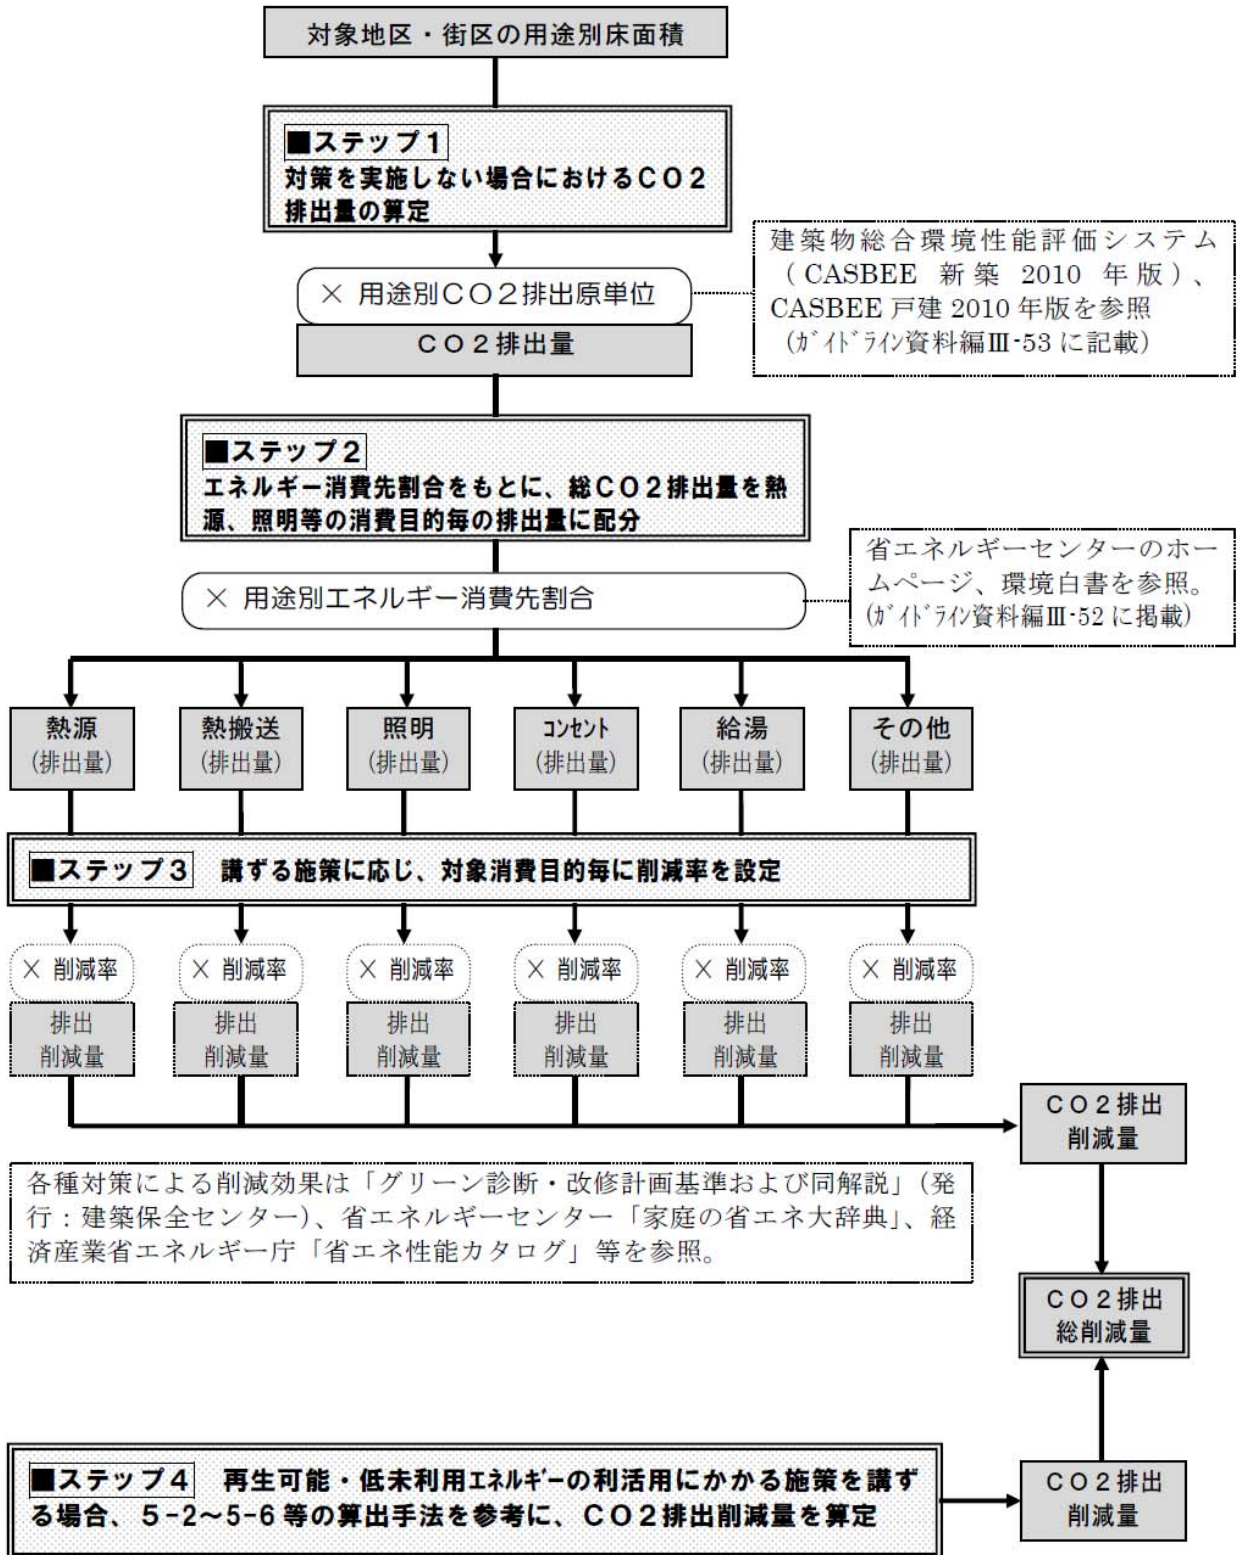 対象地区・街区の用途別床面積
■ステップ1
対策を実施しない場合におけるCO2
排出量の算定
× 用途別CO2排出原単位
CO2排出量
建築物総合環境性能評価システム
(CASBEE 新築 2010 年版)、
CASBEE 戸建 2010 年版を参照
(ｶﾞｲﾄﾞﾗｲﾝ資料編Ⅲ-53 に記載)
■ステップ2
エネルギー消費先割合をもとに、総CO2排出量を熱
源、照明等の消費目的毎の排出量に配分
× 用途別エネルギー消費先割合
省エネルギーセンターのホー
ムページ、環境白書を参照。
(ｶﾞｲﾄﾞﾗｲﾝ資料編Ⅲ-52 に掲載)
熱源 熱搬送 照明 ｺﾝｾﾝﾄ 給湯 その他
(排出量) (排出量) (排出量) (排出量) (排出量) (排出量)
■ステップ3 講ずる施策に応じ、対象消費目的毎に削減率を設定
× 削減率 × 削減率 × 削減率 × 削減率 × 削減率 × 削減率
排出 排出 排出 排出 排出 排出
削減量 削減量 削減量 削減量 削減量 削減量
CO2排出
削減量
各種対策による削減効果は「グリーン診断・改修計画基準および同解説」(発
行：建築保全センター)、省エネルギーセンター「家庭の省エネ大辞典」、経
済産業省エネルギー庁「省エネ性能カタログ」等を参照。
CO2排出
総削減量
■ステップ4 再生可能・低未利用ｴﾈﾙｷﾞｰの利活用にかかる施策を講ず
る場合、5-2～5-6 等の算出手法を参考に、CO2排出削減量を算定
CO2排出
削減量